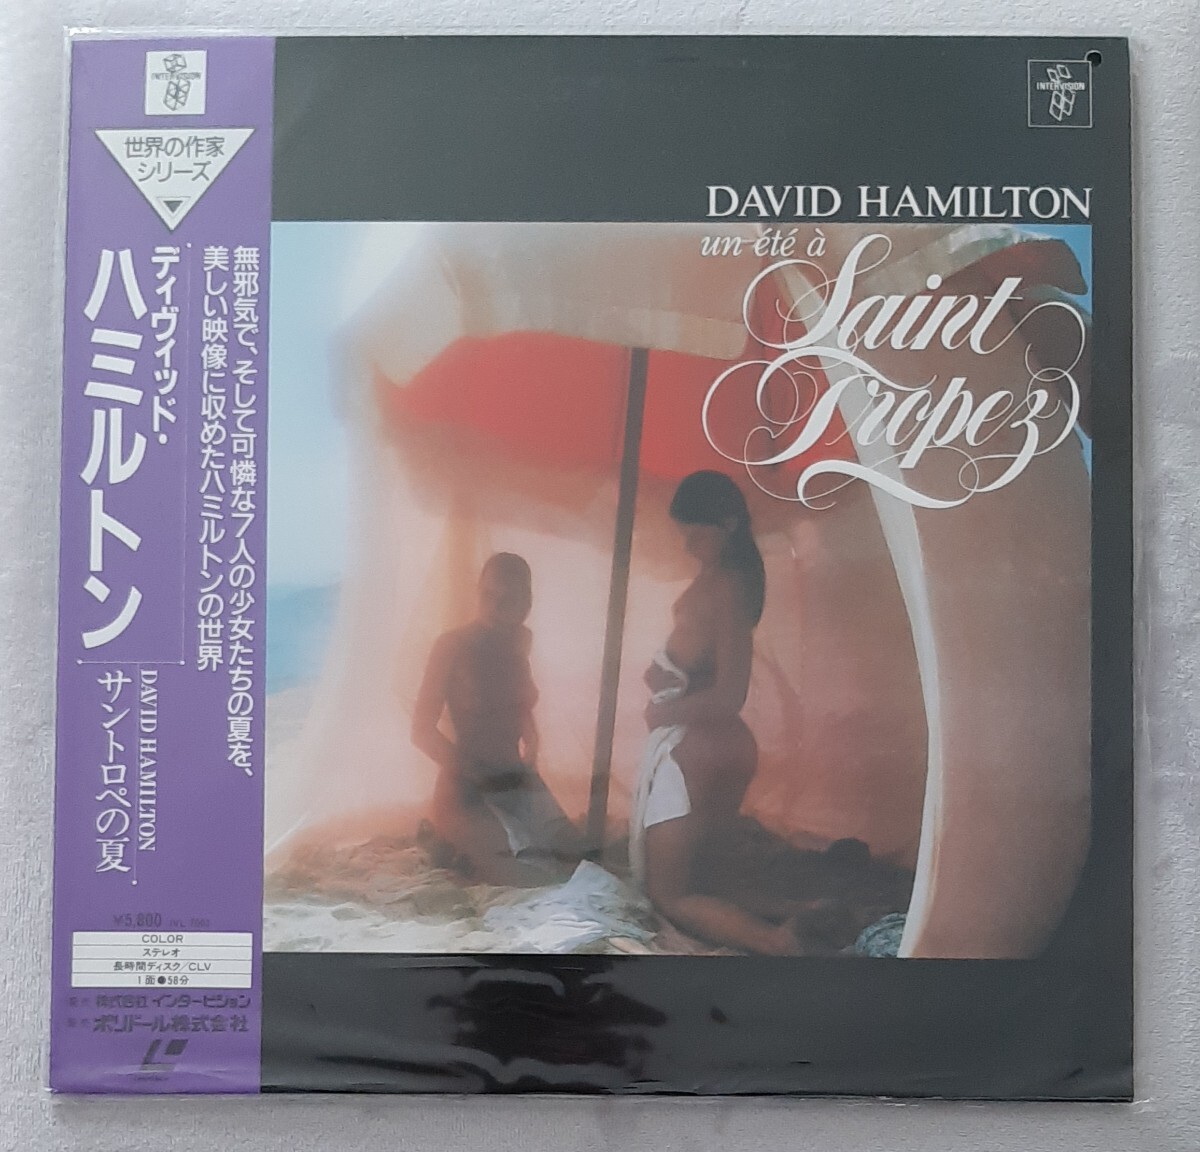 INTERVISION
世界の作家
シリーズ
無邪気で、そして可憐な7人の少女たちの夏を、
美しい映像に収めたハミルトンの世界
デイヴィッド・
ハミルトン
DAVID HAMILTON
サントロペの夏
¥5,800
COLOR
ステレオ
長時間ディスク/CLV
1面●58分
株式会社 インタービジョン
ポリドール株式会社
INTERVISION
DAVID HAMILTON
un été à
Saint
Tropez